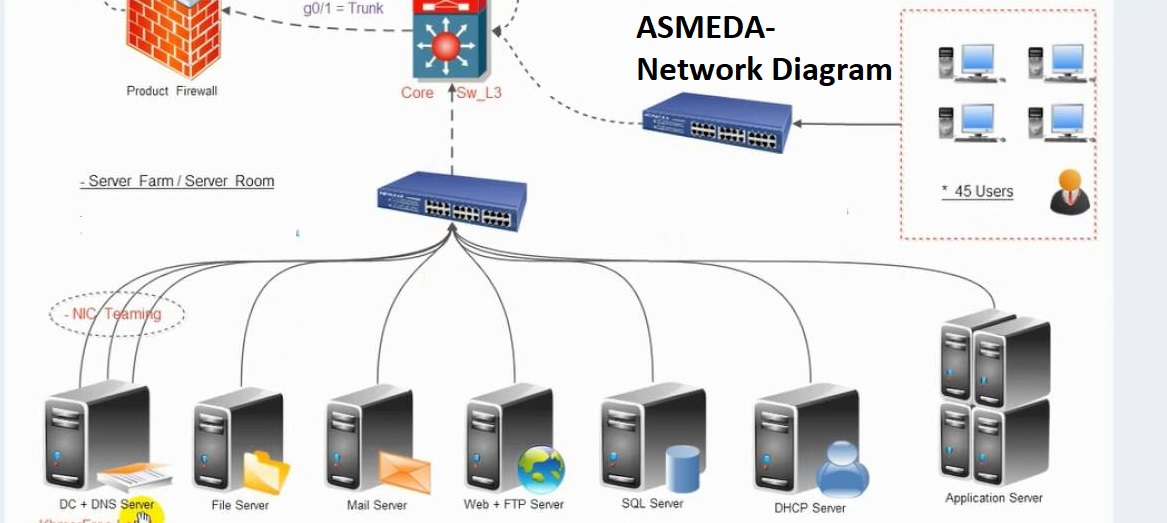 g0/1 = Trunk
ASMEDA-
Network Diagram
Product Firewall
Core Sw_L3
- Server Farm / Server Room
* 45 Users
- NIC Teaming
DC + DNS Server
File Server
Mail Server
Web + FTP Server
SQL Server
DHCP Server
Application Server